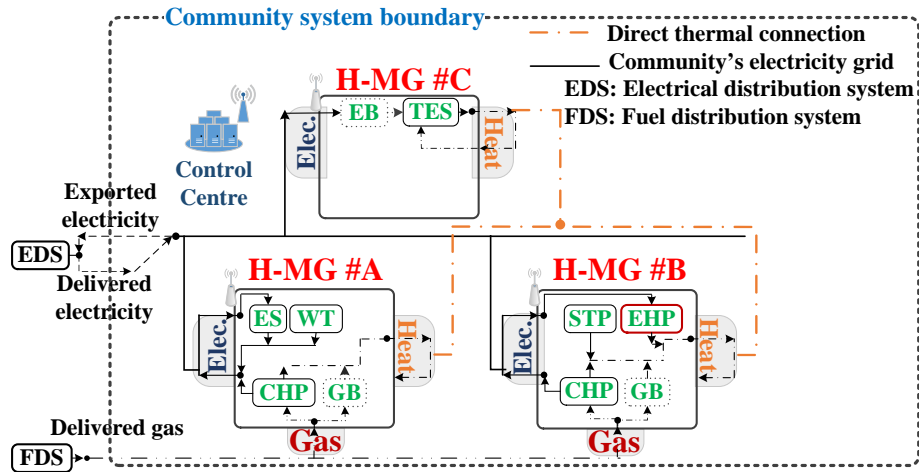 Community system boundary
Direct thermal connection
Community's electricity grid
EDS: Electrical distribution system
FDS: Fuel distribution system
H-MG #C
EB
TES
Elec.
Heat
Control
Centre
Exported
electricity
EDS
Delivered
electricity
H-MG #A
ES
WT
Elec.
Heat
CHP
GB
Gas
H-MG #B
STP
EHP
Elec.
Heat
CHP
GB
Gas
Delivered gas
FDS